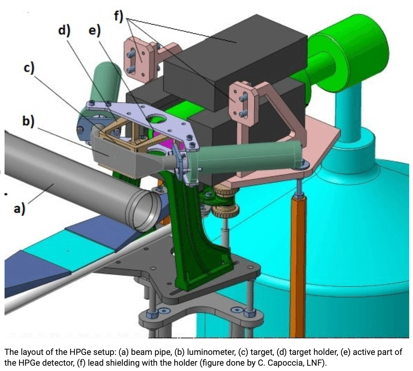 f)
d)
e)
c)
b)
a)
The layout of the HPGe setup: (a) beam pipe, (b) luminometer, (c) target, (d) target holder, (e) active part of
the HPGe detector, (f) lead shielding with the holder (figure done by C. Capoccia, LNF).